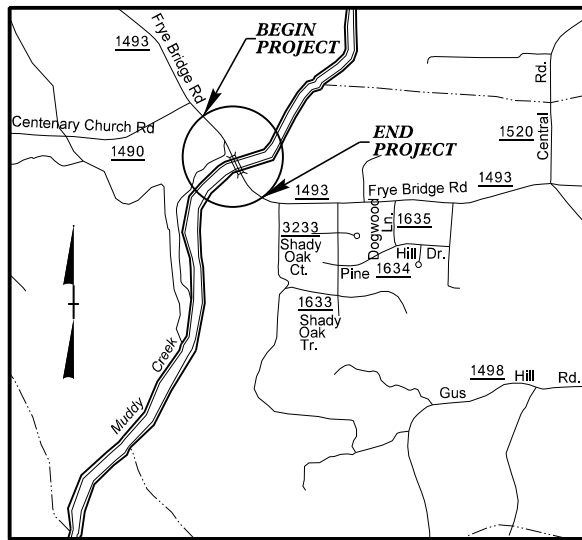 BEGIN
PROJECT
1493
Frye Bridge Rd
Centenary Church Rd
1490
END
PROJECT
1493
Frye Bridge Rd
1493
Central Rd.
1520
3233
Shady
Oak
Ct.
Dogwood
Ln.
1635
Pine Hill Dr.
1634
1633
Shady
Oak
Tr.
Muddy Creek
1498
Gus Hill Rd.